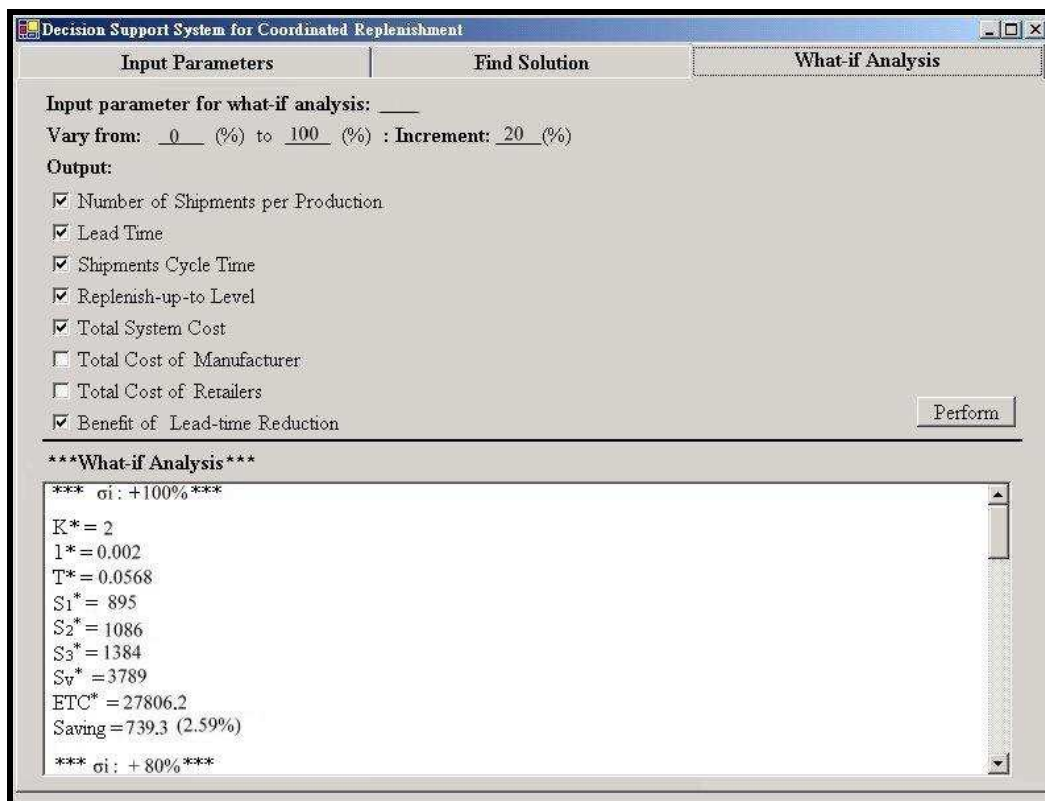 Decision Support System for Coordinated Replenishment
Input Parameters Find Solution What-if Analysis
Input parameter for what-if analysis: ____
Vary from: 0 (%) to 100 (%) : Increment: 20 (%)
Output:
Number of Shipments per Production
Lead Time
Shipments Cycle Time
Replenish-up-to Level
Total System Cost
Total Cost of Manufacturer
Total Cost of Retailers
Benefit of Lead-time Reduction
Perform
***What-if Analysis***
*** σi : +100%***
K* = 2
l* = 0.002
T* = 0.0568
S1* = 895
S2* = 1086
S3* = 1384
Sv* = 3789
ETC* = 27806.2
Saving = 739.3 (2.59%)
*** σi : + 80%***